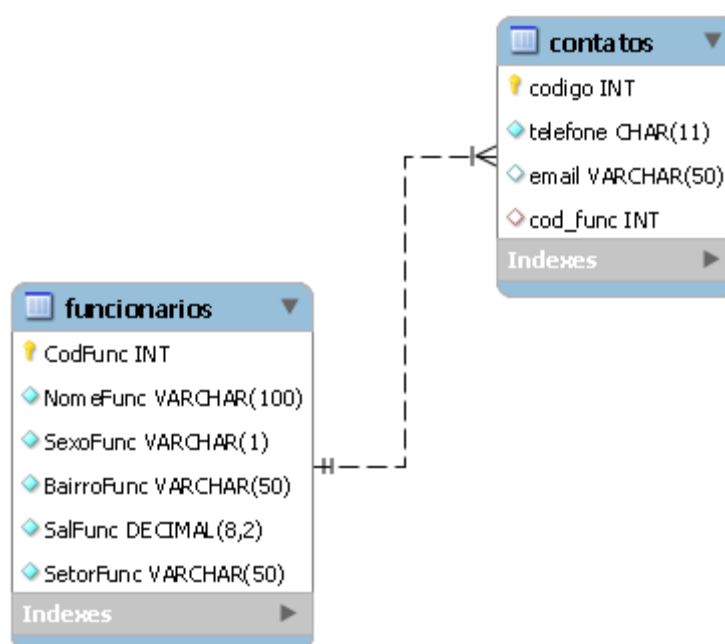 contatos
codigo INT
telefone CHAR(11)
email VARCHAR(50)
cod_func INT
Indexes
funcionarios
CodFunc INT
NomeFunc VARCHAR(100)
SexoFunc VARCHAR(1)
BairroFunc VARCHAR(50)
SalFunc DECIMAL(8,2)
SetorFunc VARCHAR(50)
Indexes